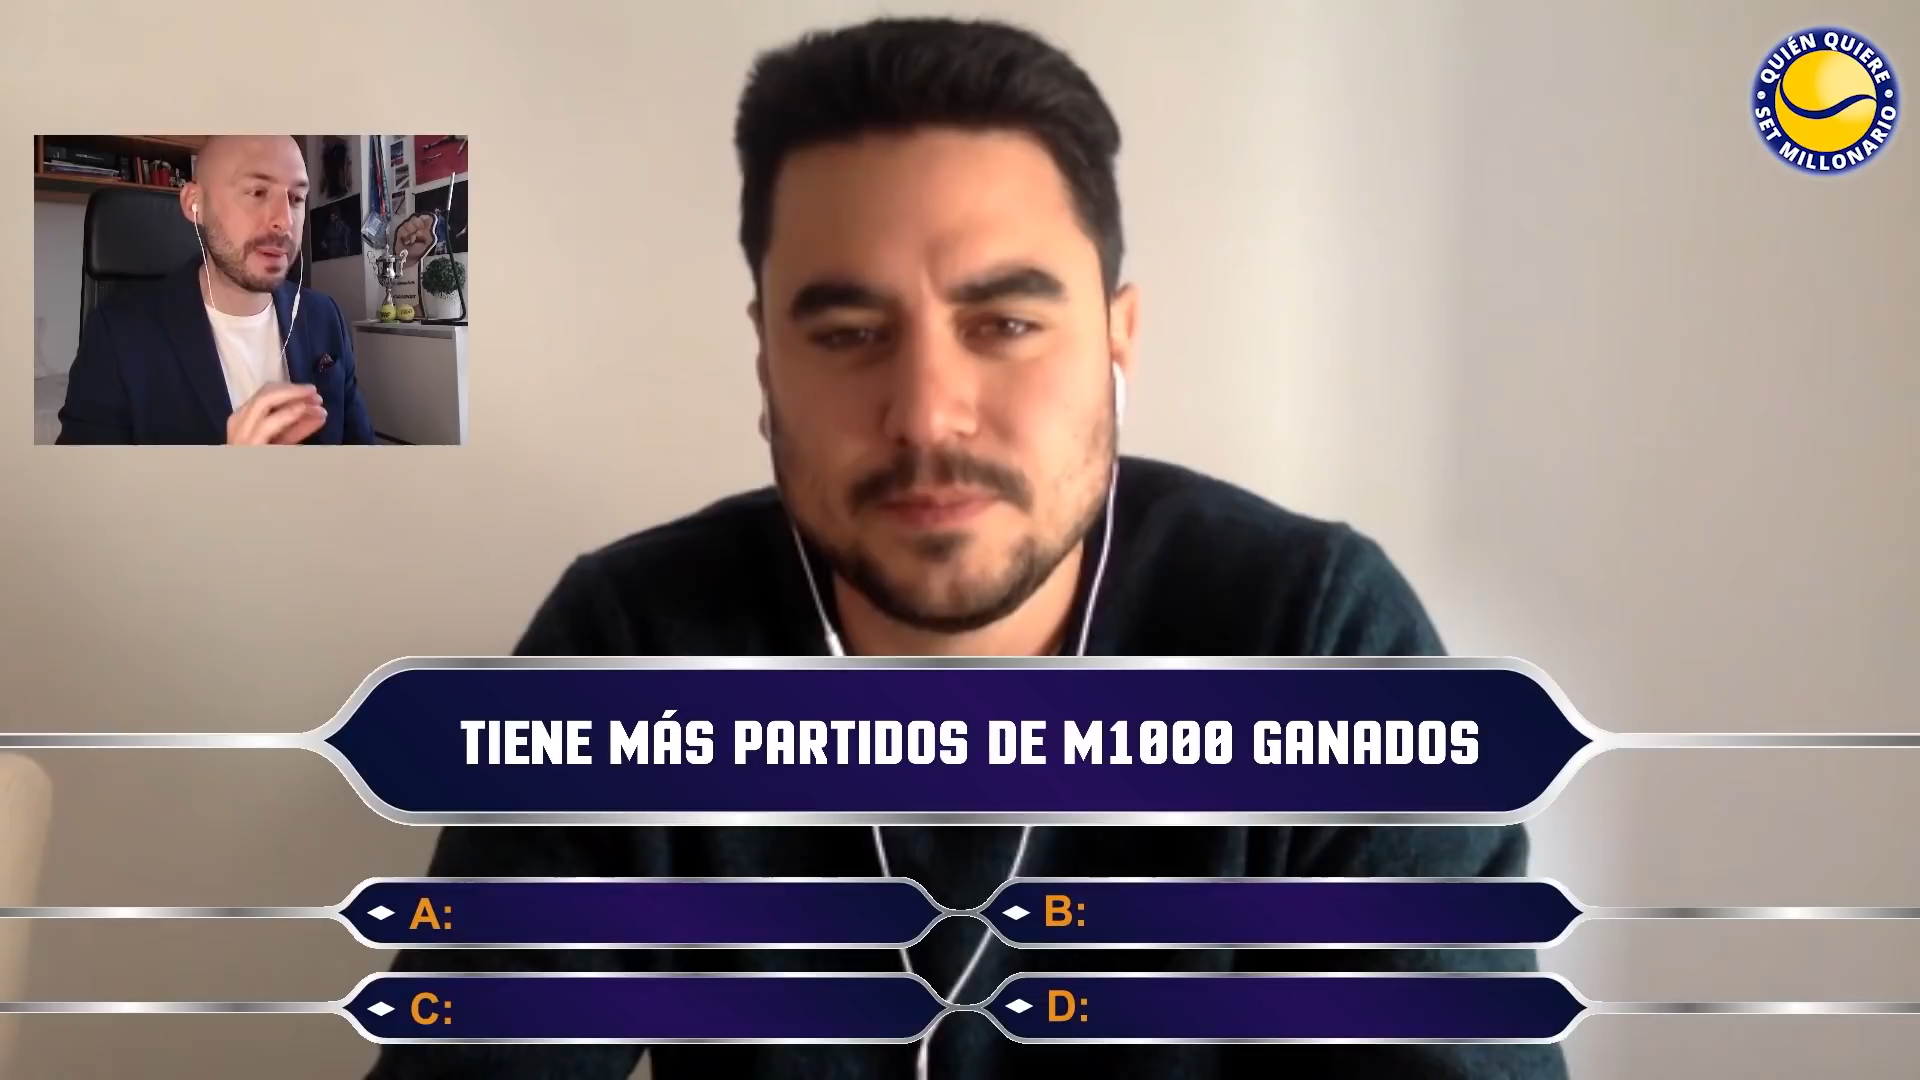 QUIÉN QUIERE
SET MILLONARIO
TIENE MÁS PARTIDOS DE M1000 GANADOS
A:
B:
C:
D: